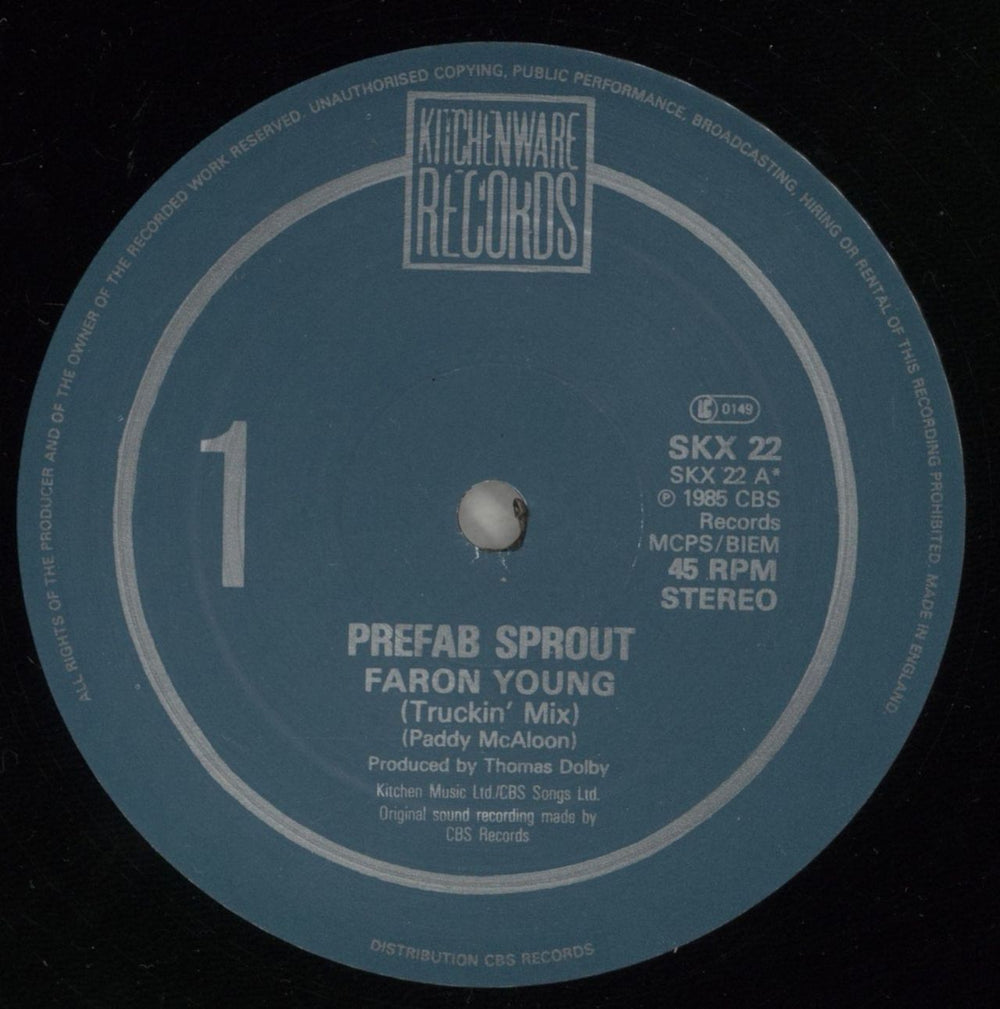 ALL RIGHTS OF THE PRODUCER AND OF THE OWNER OF THE RECORDED WORK RESERVED. UNAUTHORISED COPYING, PUBLIC PERFORMANCE, BROADCASTING, HIRING OR RENTAL OF THIS RECORDING PROHIBITED. MADE IN ENGLAND.
KITCHENWARE
RECORDS
1
LC 0149
SKX 22
SKX 22 A*
℗ 1985 CBS
Records
MCPS/BIEM
45 RPM
STEREO
PREFAB SPROUT
FARON YOUNG
(Truckin' Mix)
(Paddy McAloon)
Produced by Thomas Dolby
Kitchen Music Ltd./CBS Songs Ltd.
Original sound recording made by
CBS Records
DISTRIBUTION CBS RECORDS